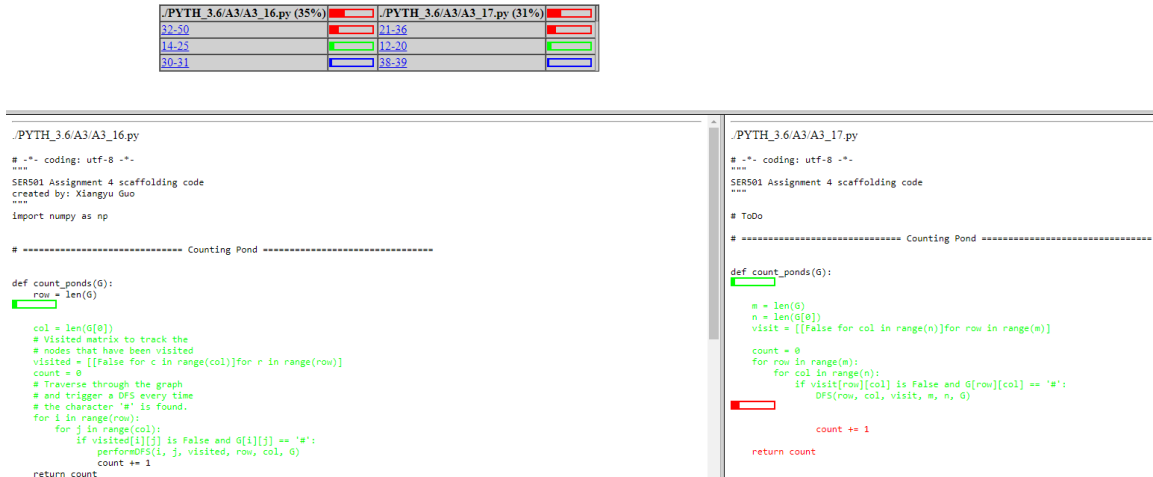 ./PYTH_3.6/A3/A3_16.py (35%) ./PYTH_3.6/A3/A3_17.py (31%)
32-50 21-36
14-25 12-20
30-31 38-39
./PYTH_3.6/A3/A3_16.py
# -*- coding: utf-8 -*-
"""
SER501 Assignment 4 scaffolding code
created by: Xiangyu Guo
"""
import numpy as np
# ============================== Counting Pond ================================
def count_ponds(G):
    row = len(G)
    col = len(G[0])
    # Visited matrix to track the
    # nodes that have been visited
    visited = [[False for c in range(col)]for r in range(row)]
    count = 0
    # Traverse through the graph
    # and trigger a DFS every time
    # the character '#' is found.
    for i in range(row):
        for j in range(col):
            if visited[i][j] is False and G[i][j] == '#':
                performDFS(i, j, visited, row, col, G)
                count += 1
    return count
./PYTH_3.6/A3/A3_17.py
# -*- coding: utf-8 -*-
"""
SER501 Assignment 4 scaffolding code
"""
# ToDo
# ============================== Counting Pond ================================
def count_ponds(G):
    m = len(G)
    n = len(G[0])
    visit = [[False for col in range(n)]for row in range(m)]
    count = 0
    for row in range(m):
        for col in range(n):
            if visit[row][col] is False and G[row][col] == '#':
                DFS(row, col, visit, m, n, G)
                count += 1
    return count